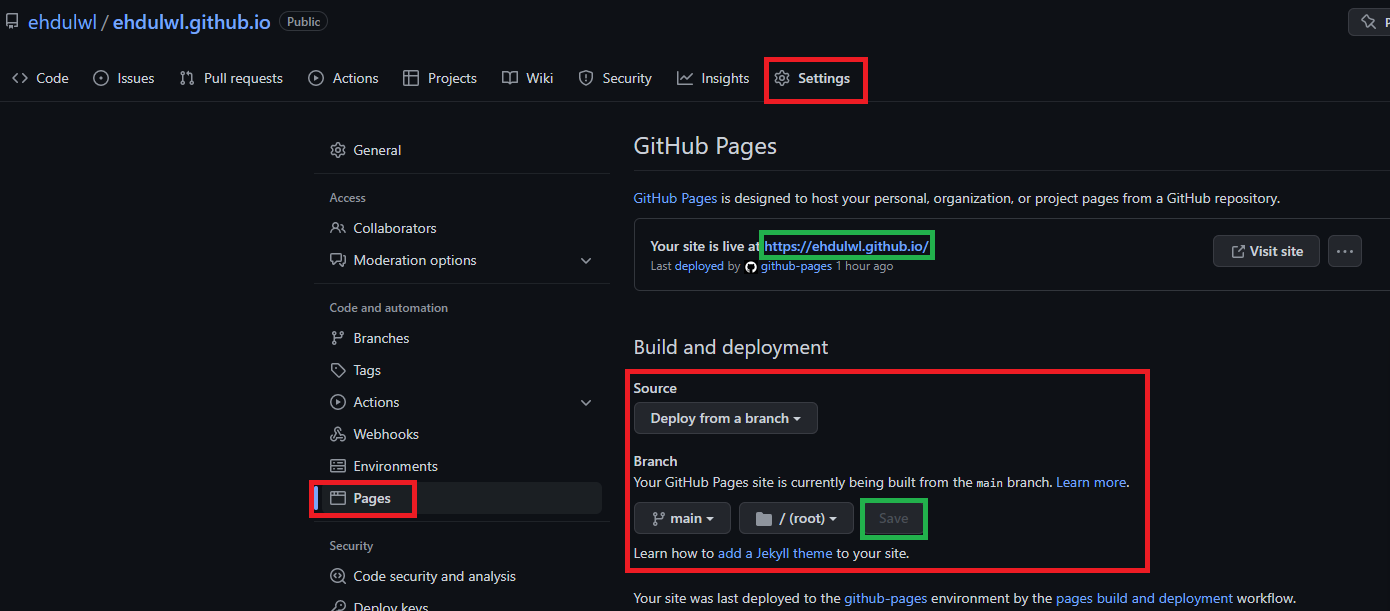 ehdulwl / ehdulwl.github.io Public
Code Issues Pull requests Actions Projects Wiki Security Insights Settings
General
Access
Collaborators
Moderation options
Code and automation
Branches
Tags
Actions
Webhooks
Environments
Pages
Security
Code security and analysis
Deploy keys
GitHub Pages
GitHub Pages is designed to host your personal, organization, or project pages from a GitHub repository.
Your site is live at https://ehdulwl.github.io/
Last deployed by github-pages 1 hour ago
Visit site
Build and deployment
Source
Deploy from a branch
Branch
Your GitHub Pages site is currently being built from the main branch. Learn more.
main / (root) Save
Learn how to add a Jekyll theme to your site.
Your site was last deployed to the github-pages environment by the pages build and deployment workflow.